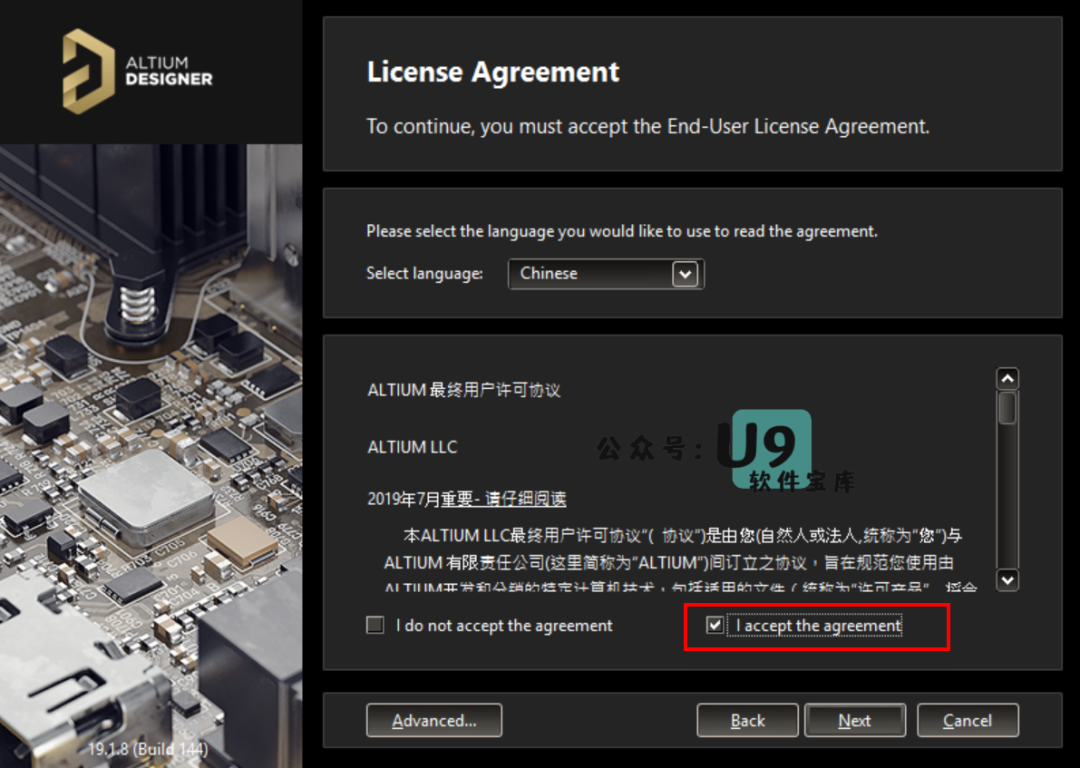 ALTIUM
DESIGNER
License Agreement
To continue, you must accept the End-User License Agreement.
Please select the language you would like to use to read the agreement.
Select language:
Chinese
ALTIUM 最终用户许可协议
ALTIUM LLC
公众号:
U9
软件宝库
2019年7月重要- 请仔细阅读
本ALTIUM LLC最终用户许可协议“( 协议”)是由您(自然人或法人,统称为“您”)与
ALTIUM 有限责任公司(这里简称为“ALTIUM”)间订立之协议，旨在规范您使用由
ALTIUM开发和分销的特定计算机技术，包括适用的文件（统称为“许可产品”
I do not accept the agreement
I accept the agreement
Advanced...
Back
Next
Cancel
19.1.8 (Build 144)